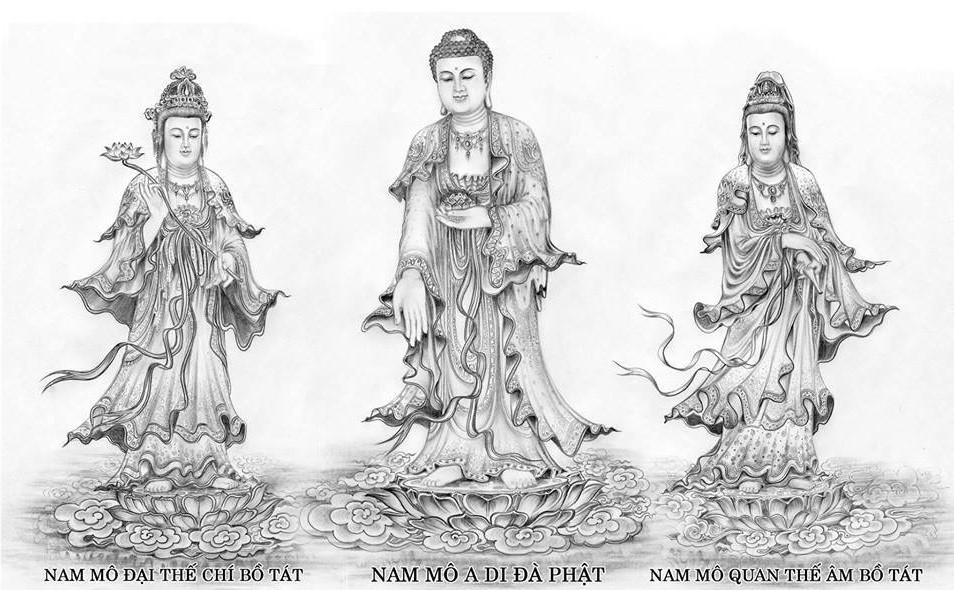 NAM MÔ ĐẠI THẾ CHÍ BỒ TÁT
NAM MÔ A DI ĐÀ PHẬT
NAM MÔ QUAN THẾ ÂM BỒ TÁT